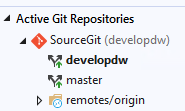 Active Git Repositories
SourceGit (developdw)
developdw
master
remotes/origin